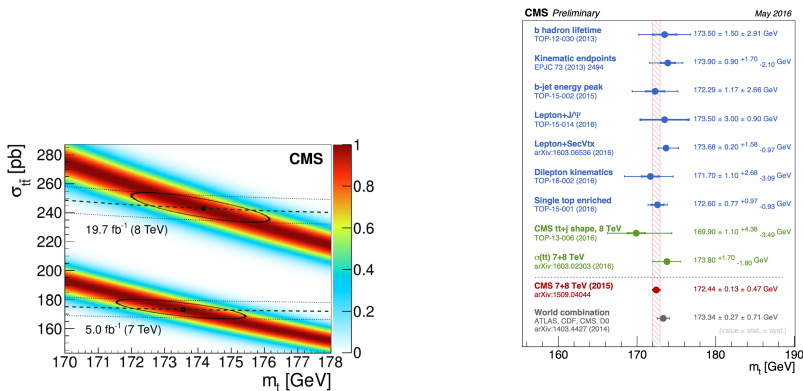 CMS
σtt̄ [pb]
280
260
240
220
200
180
160
19.7 fb⁻¹ (8 TeV)
5.0 fb⁻¹ (7 TeV)
170 171 172 173 174 175 176 177 178
mt [GeV]
1
0.8
0.6
0.4
0.2
0
CMS Preliminary May 2016
b hadron lifetime
TOP-12-030 (2013)
173.50 ± 1.50 ± 2.91 GeV
Kinematic endpoints
EPJC 73 (2013) 2494
173.90 ± 0.90 +1.70 -2.10 GeV
b-jet energy peak
TOP-15-002 (2015)
172.29 ± 1.17 ± 2.66 GeV
Lepton+J/Ψ
TOP-15-014 (2016)
173.50 ± 3.00 ± 0.90 GeV
Lepton+SecVtx
arXiv:1603.06536 (2016)
173.68 ± 0.20 +1.58 -0.97 GeV
Dilepton kinematics
TOP-16-002 (2016)
171.70 ± 1.10 +2.68 -3.09 GeV
Single top enriched
TOP-15-001 (2016)
172.60 ± 0.77 +0.97 -0.93 GeV
CMS tt+j shape, 8 TeV
TOP-13-006 (2016)
169.90 ± 1.10 +4.38 -3.49 GeV
σ(tt) 7+8 TeV
arXiv:1603.02303 (2016)
173.80 +1.70 -1.80 GeV
CMS 7+8 TeV (2015)
arXiv:1509.04044
172.44 ± 0.13 ± 0.47 GeV
World combination
ATLAS, CDF, CMS, D0
arXiv:1403.4427 (2014)
173.34 ± 0.27 ± 0.71 GeV
(value ± stat. ± syst.)
160 170 180 190
mt [GeV]